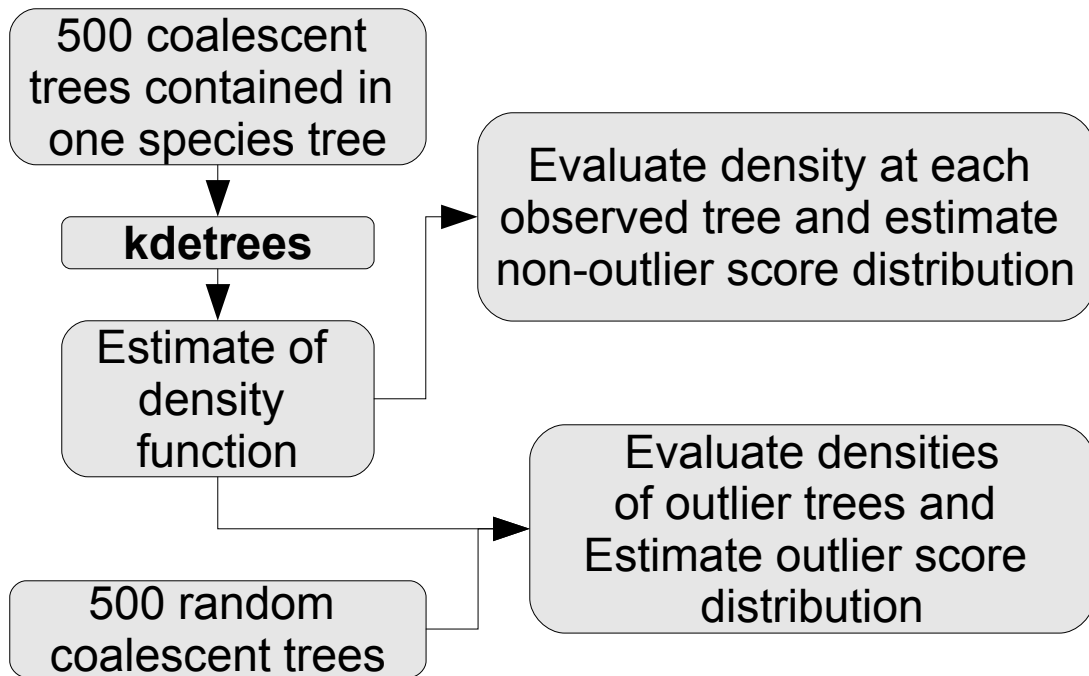 500 coalescent
trees contained in
one species tree
kdetrees
Estimate of
density
function
500 random
coalescent trees
Evaluate density at each
observed tree and estimate
non-outlier score distribution
Evaluate densities
of outlier trees and
Estimate outlier score
distribution